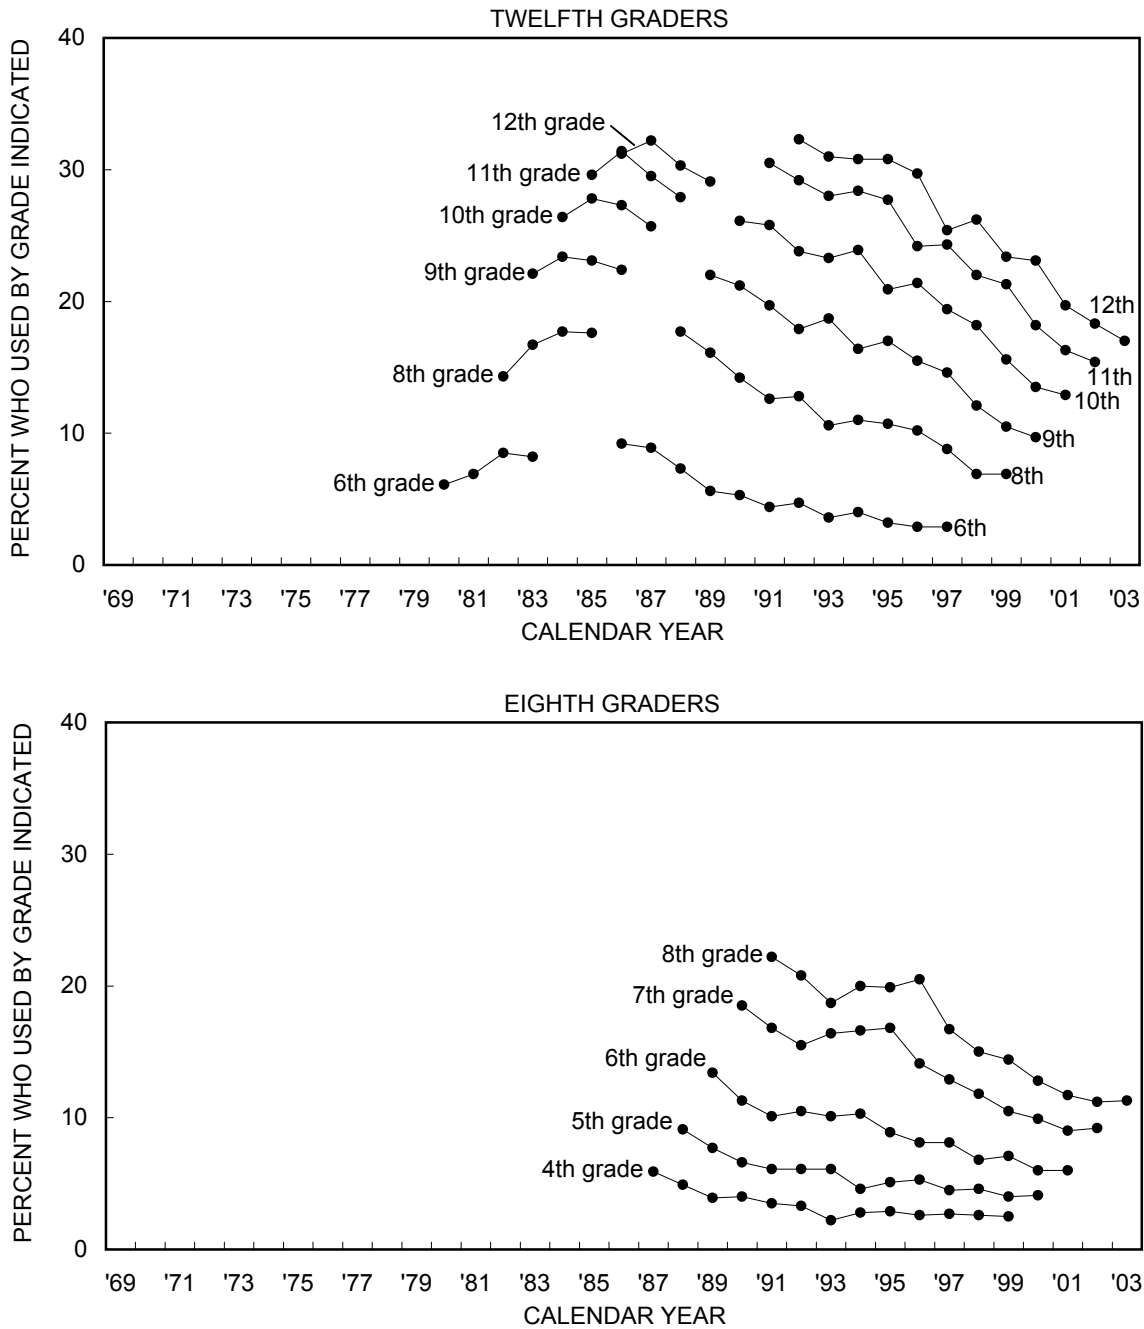 TWELFTH GRADERS
PERCENT WHO USED BY GRADE INDICATED
40
30
20
10
0
12th grade
11th grade
10th grade
9th grade
8th grade
6th grade
12th
11th
10th
9th
8th
6th
'69 '71 '73 '75 '77 '79 '81 '83 '85 '87 '89 '91 '93 '95 '97 '99 '01 '03
CALENDAR YEAR
EIGHTH GRADERS
PERCENT WHO USED BY GRADE INDICATED
40
30
20
10
0
8th grade
7th grade
6th grade
5th grade
4th grade
'69 '71 '73 '75 '77 '79 '81 '83 '85 '87 '89 '91 '93 '95 '97 '99 '01 '03
CALENDAR YEAR